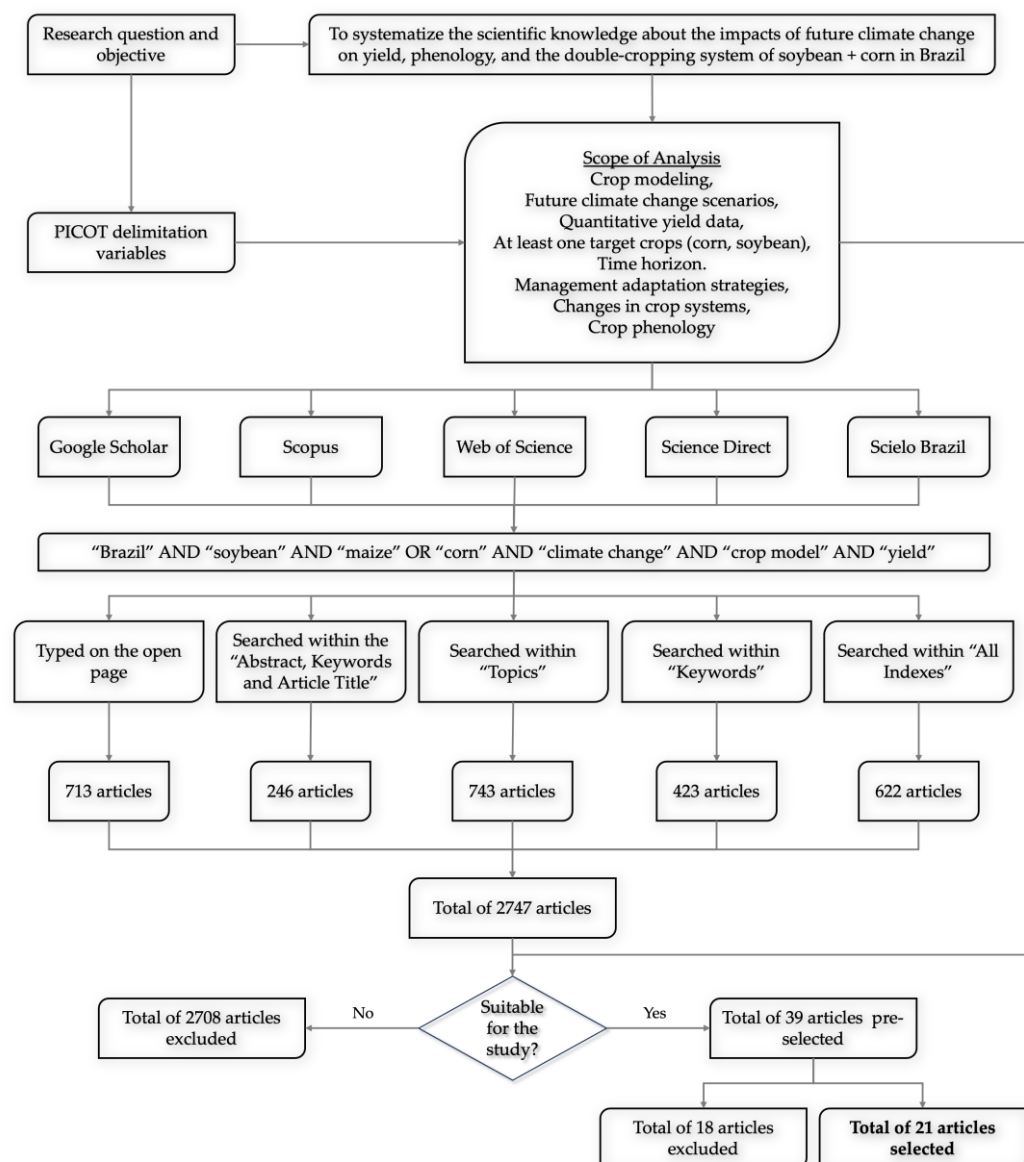 Research question and
objective
To systematize the scientific knowledge about the impacts of future climate change
on yield, phenology, and the double-cropping system of soybean + corn in Brazil
Scope of Analysis
Crop modeling,
Future climate change scenarios,
Quantitative yield data,
At least one target crops (corn, soybean),
Time horizon.
Management adaptation strategies,
Changes in crop systems,
Crop phenology
PICOT delimitation
variables
Google Scholar
Scopus
Web of Science
Science Direct
Scielo Brazil
“Brazil” AND “soybean” AND “maize” OR “corn” AND “climate change” AND “crop model” AND “yield”
Typed on the open
page
Searched within the
“Abstract, Keywords
and Article Title”
Searched within
“Topics”
Searched within
“Keywords”
Searched within “All
Indexes”
713 articles
246 articles
743 articles
423 articles
622 articles
Total of 2747 articles
Suitable
for the
study?
No
Yes
Total of 2708 articles
excluded
Total of 39 articles pre-
selected
Total of 18 articles
excluded
Total of 21 articles
selected